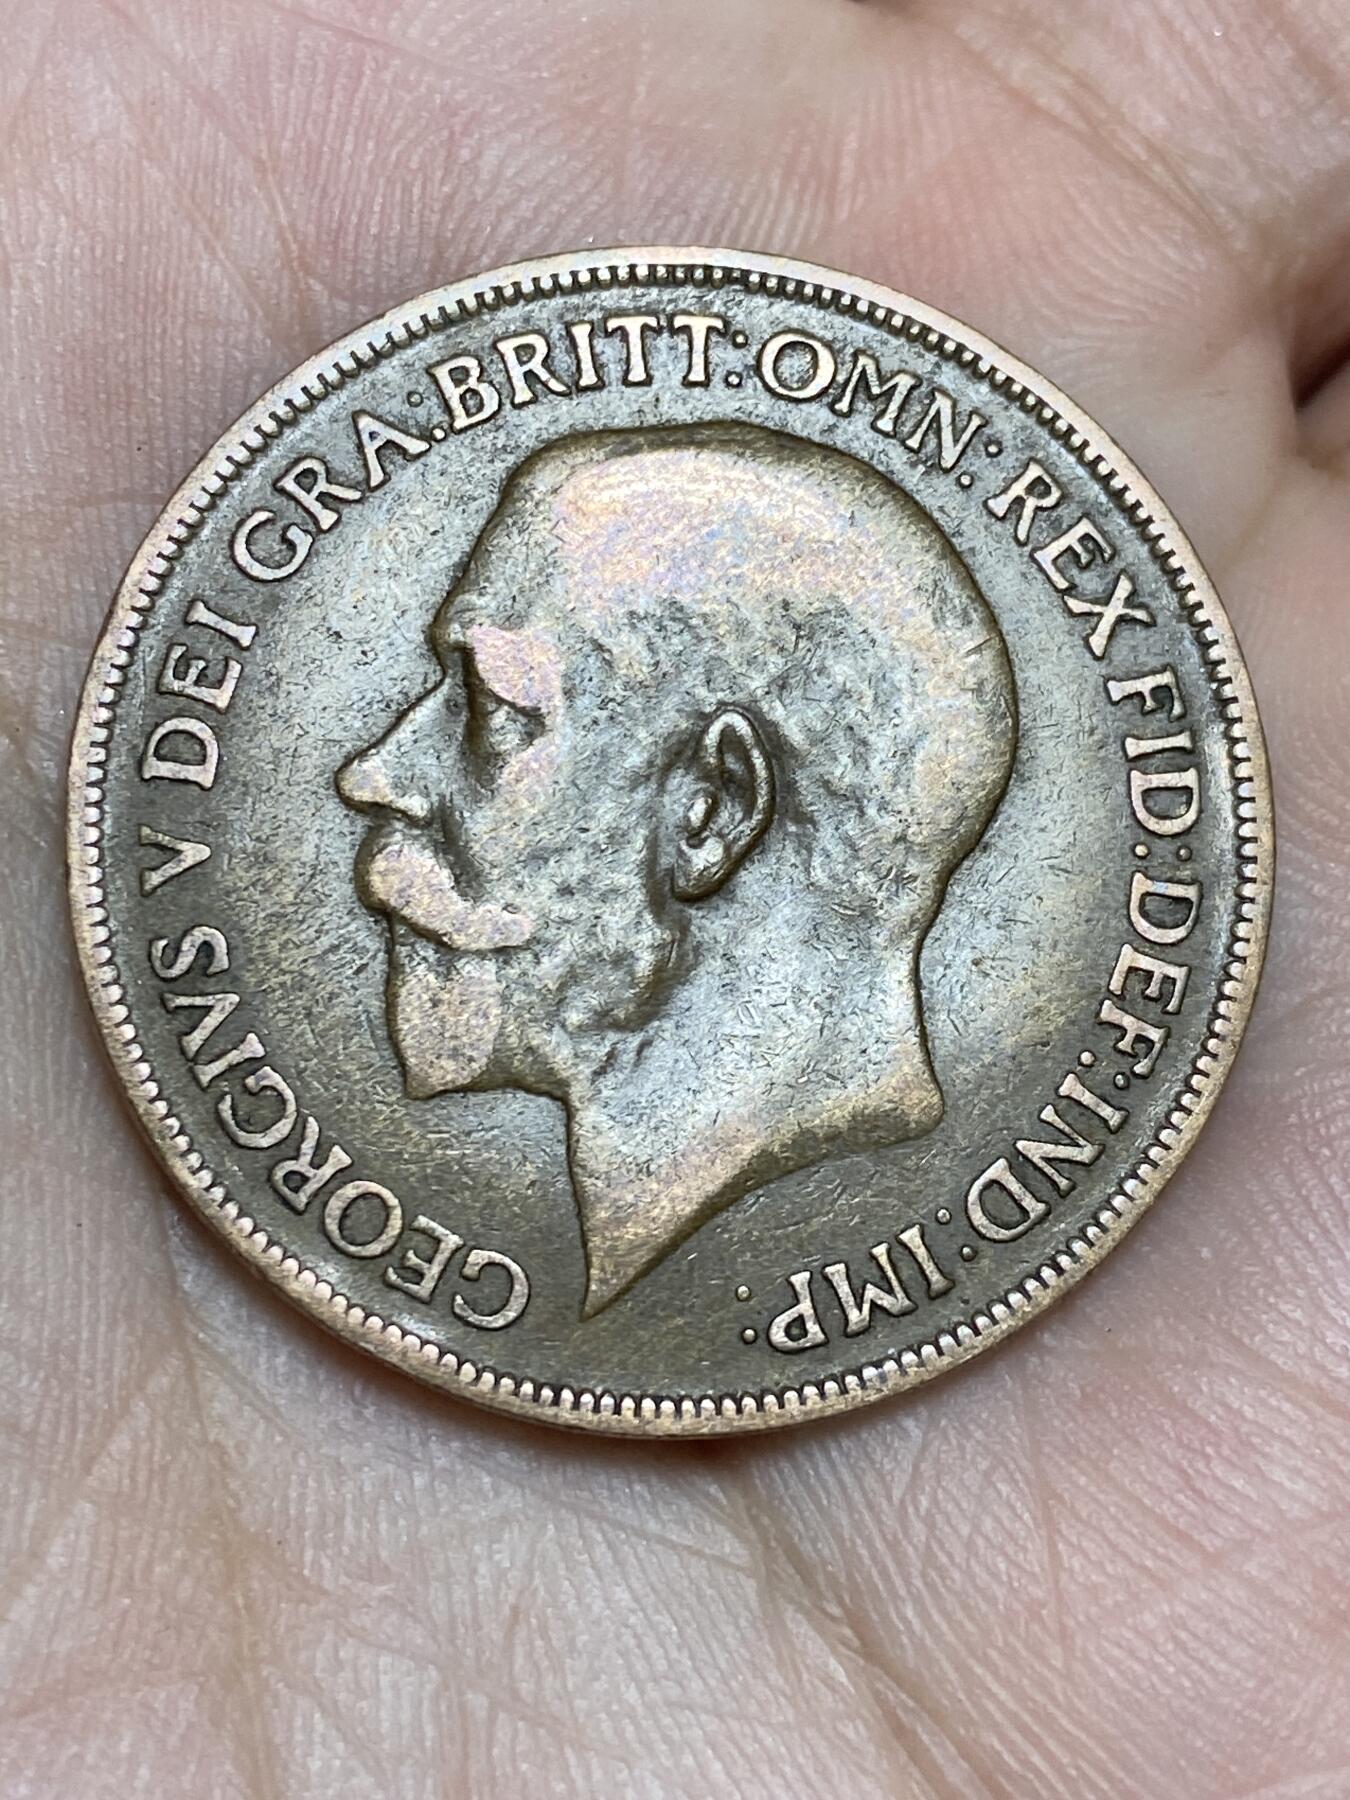 GEORGIVS V DEI GRA:BRITT:OMN:REX FID:DEF:IND:IMP: